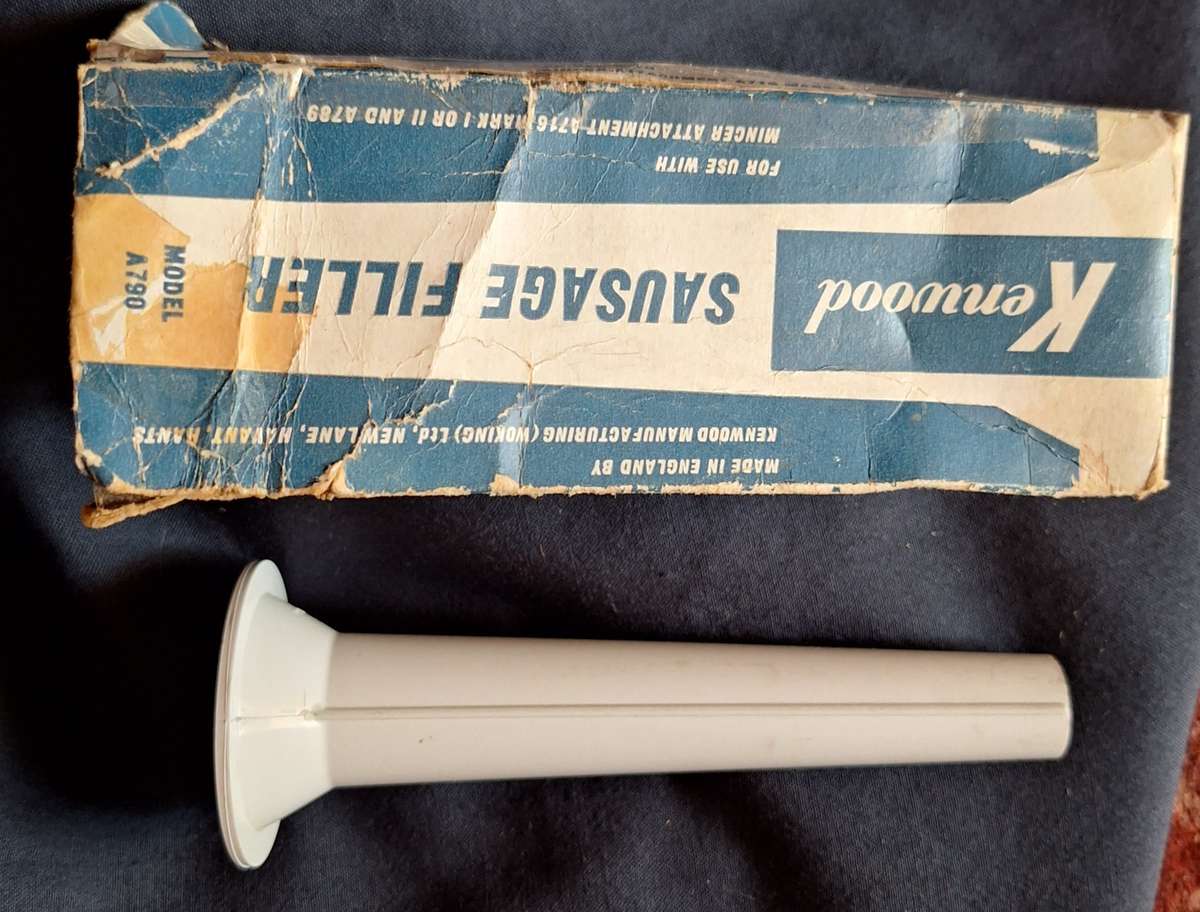 Kenwood
SAUSAGE FILLER
MODEL
A790
FOR USE WITH
MINCER ATTACHMENT A716 MARK I OR II AND A789
MADE IN ENGLAND BY
KENWOOD MANUFACTURING (WOKING) Ltd, NEW LANE, HAVANT, HANTS